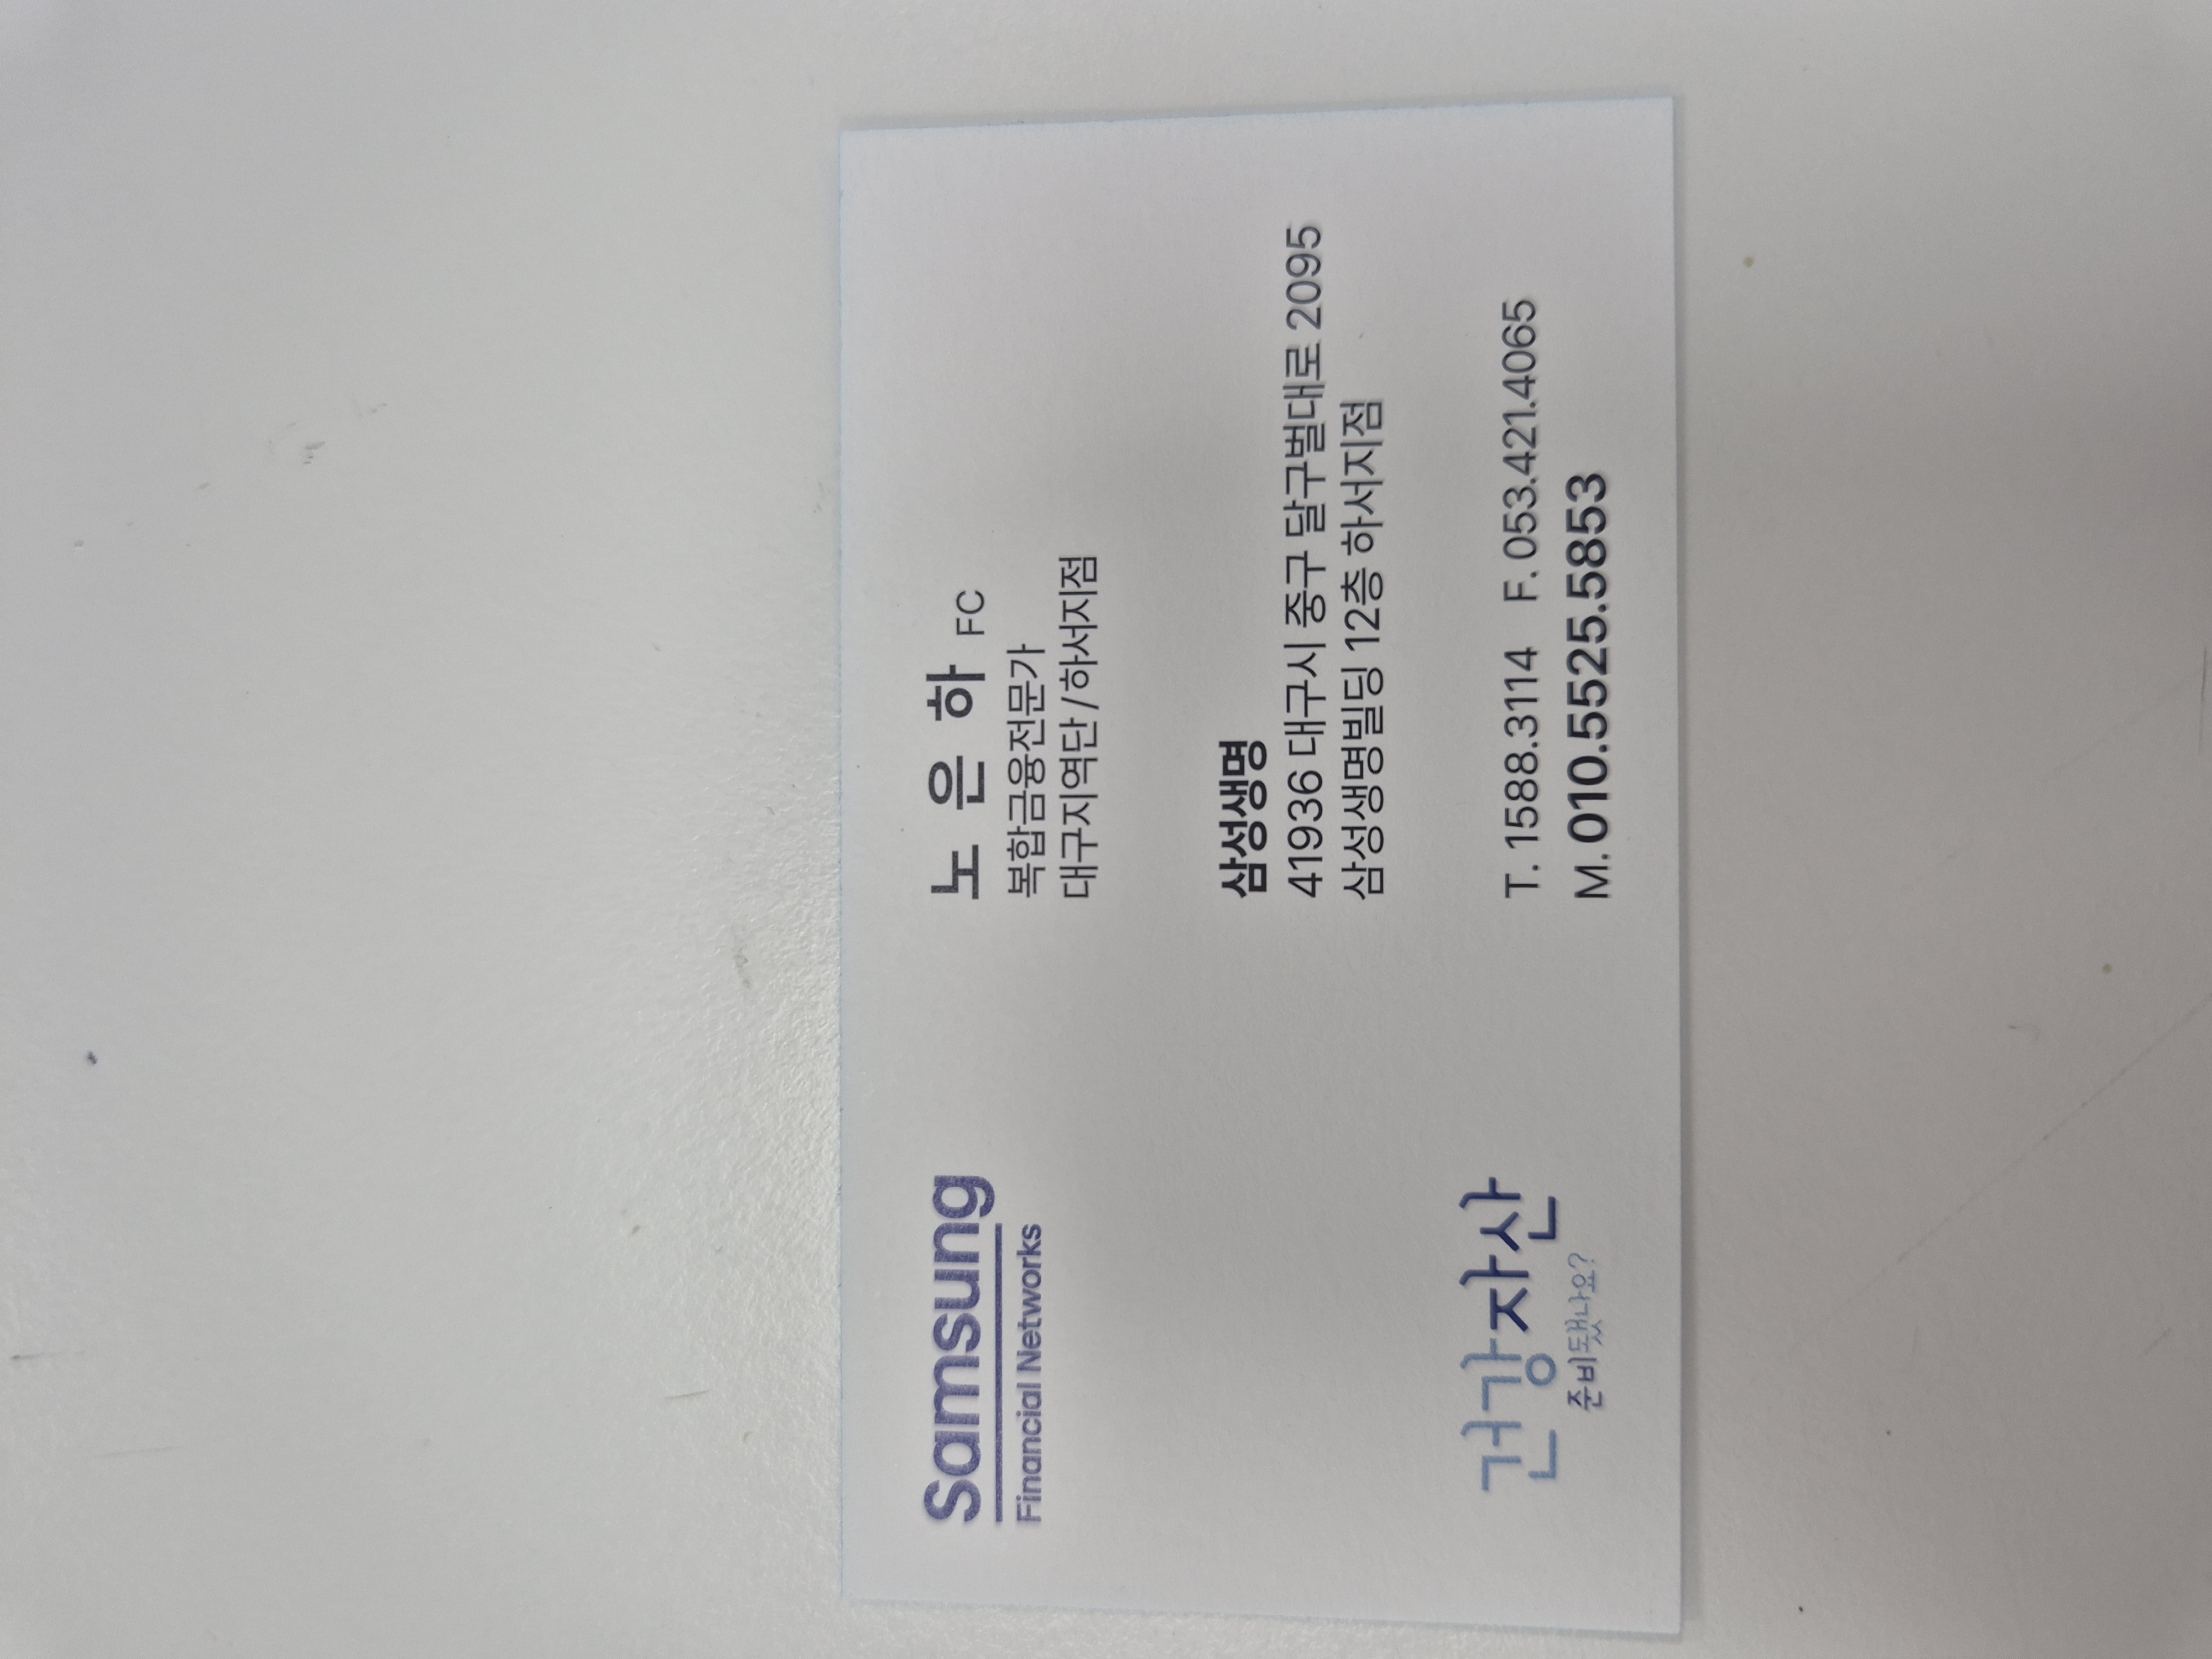 Samsung
Financial Networks
노은하 FC
복합금융전문가
대구지역단 / 하서지점
삼성생명
41936 대구시 중구 달구벌대로 2095
삼성생명빌딩 12층 하서지점
T. 1588.3114 F. 053.421.4065
M. 010.5525.5853
건강자산
준비됐나요?